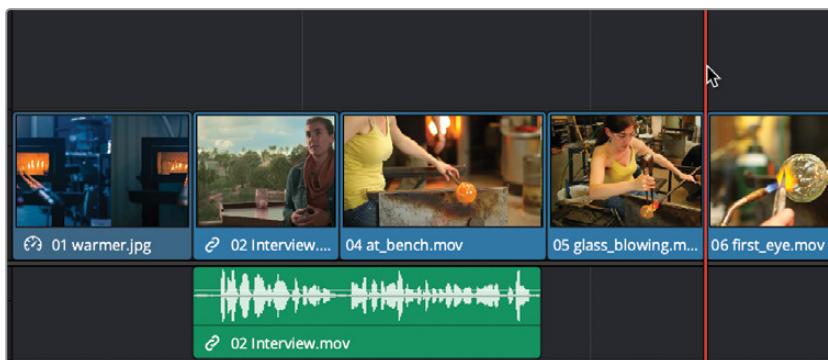 01 warmer.jpg
02 Interview....
04 at_bench.mov
05 glass_blowing.m...
06 first_eye.mov
02 Interview.mov